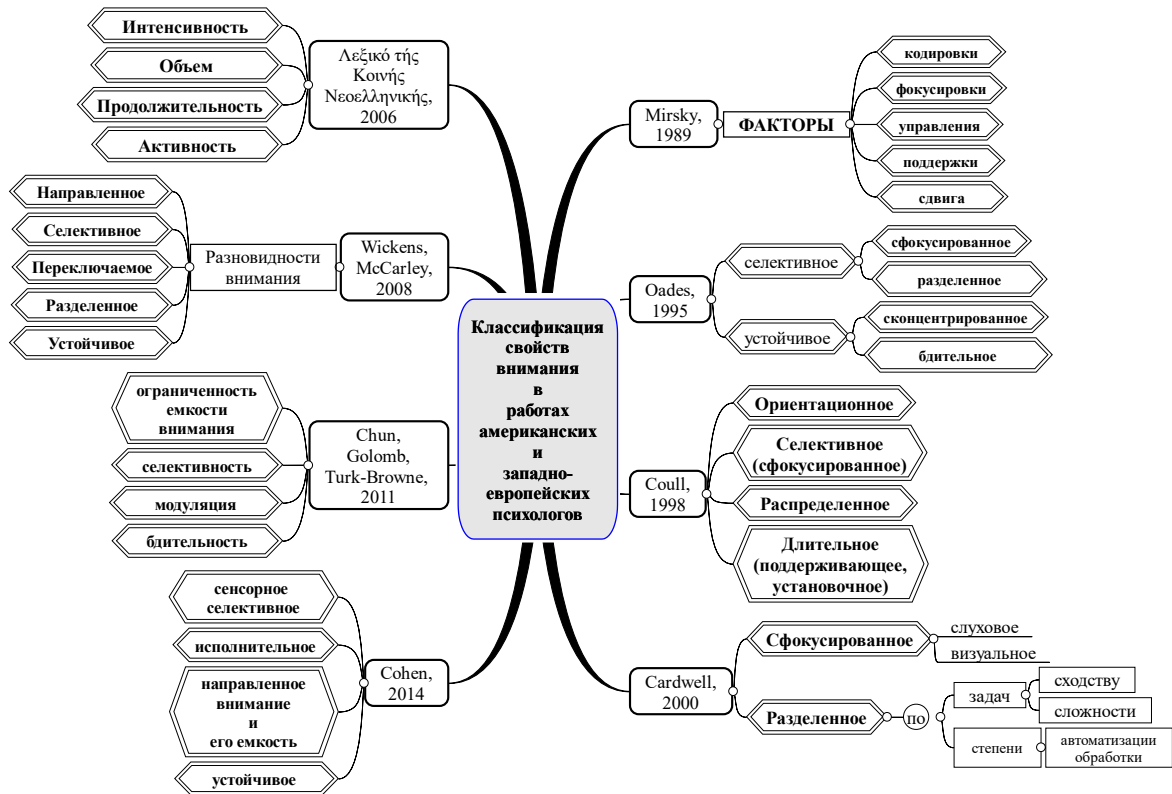 Интенсивность
Объем
Продолжительность
Активность
Λεξικό τής
Κοινής
Νεοελληνικής,
2006
Направленное
Селективное
Переключаемое
Разделенное
Устойчивое
Разновидности
внимания
Wickens,
McCarley,
2008
ограниченность
емкости
внимания
селективность
модуляция
бдительность
Chun,
Golomb,
Turk-Browne,
2011
сенсорное
селективное
исполнительное
направленное
внимание
и
его емкость
устойчивое
Cohen,
2014
Классификация
свойств
внимания
в
работах
американских
и
западно-
европейских
психологов
Mirsky,
1989
ФАКТОРЫ
кодировки
фокусировки
управления
поддержки
сдвига
Oades,
1995
селективное
сфокусированное
разделенное
устойчивое
сконцентрированное
бдительное
Coull,
1998
Ориентационное
Селективное
(сфокусированное)
Распределенное
Длительное
(поддерживающее,
установочное)
Cardwell,
2000
Сфокусированное
слуховое
визуальное
Разделенное
по
задач
сходству
сложности
степени
автоматизации
обработки